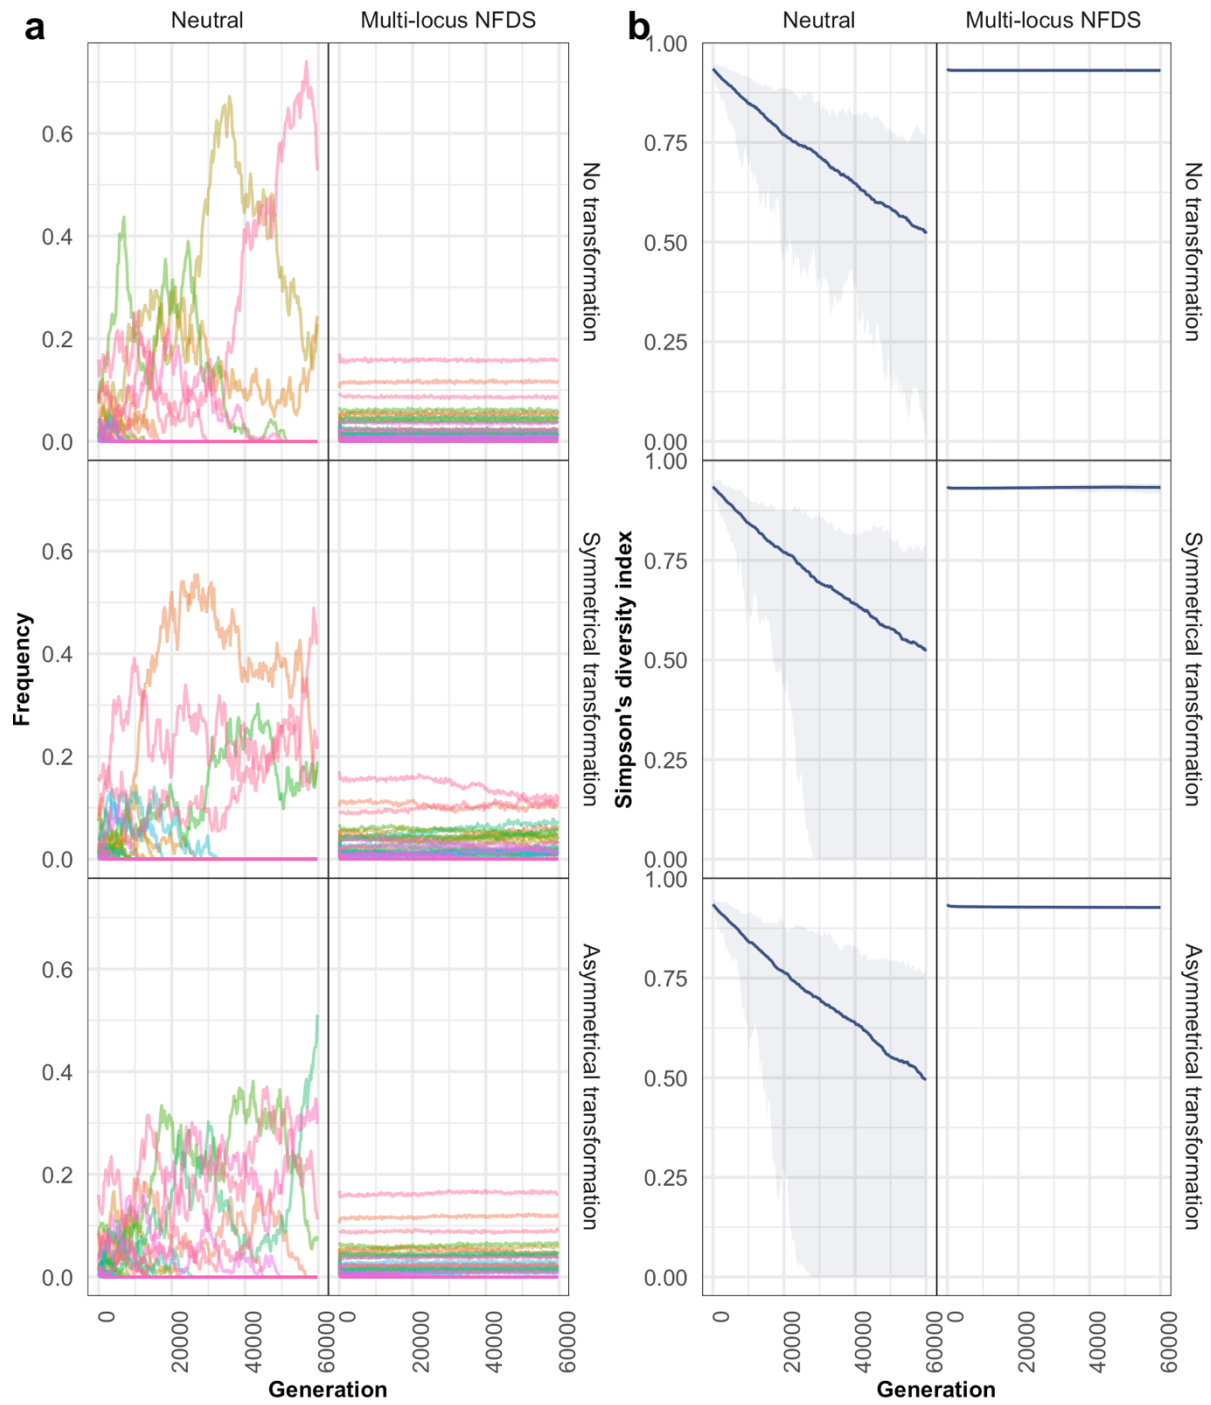 a
Neutral
Multi-locus NFDS
b
Neutral
Multi-locus NFDS
Frequency
0.6
0.4
0.2
0.0
No transformation
0.6
0.4
0.2
0.0
Symmetrical transformation
0.6
0.4
0.2
0.0
Asymmetrical transformation
0
20000
40000
60000
0
20000
40000
60000
Generation
Simpson's diversity index
1.00
0.75
0.50
0.25
0.00
No transformation
1.00
0.75
0.50
0.25
0.00
Symmetrical transformation
1.00
0.75
0.50
0.25
0.00
Asymmetrical transformation
0
20000
40000
60000
0
20000
40000
60000
Generation